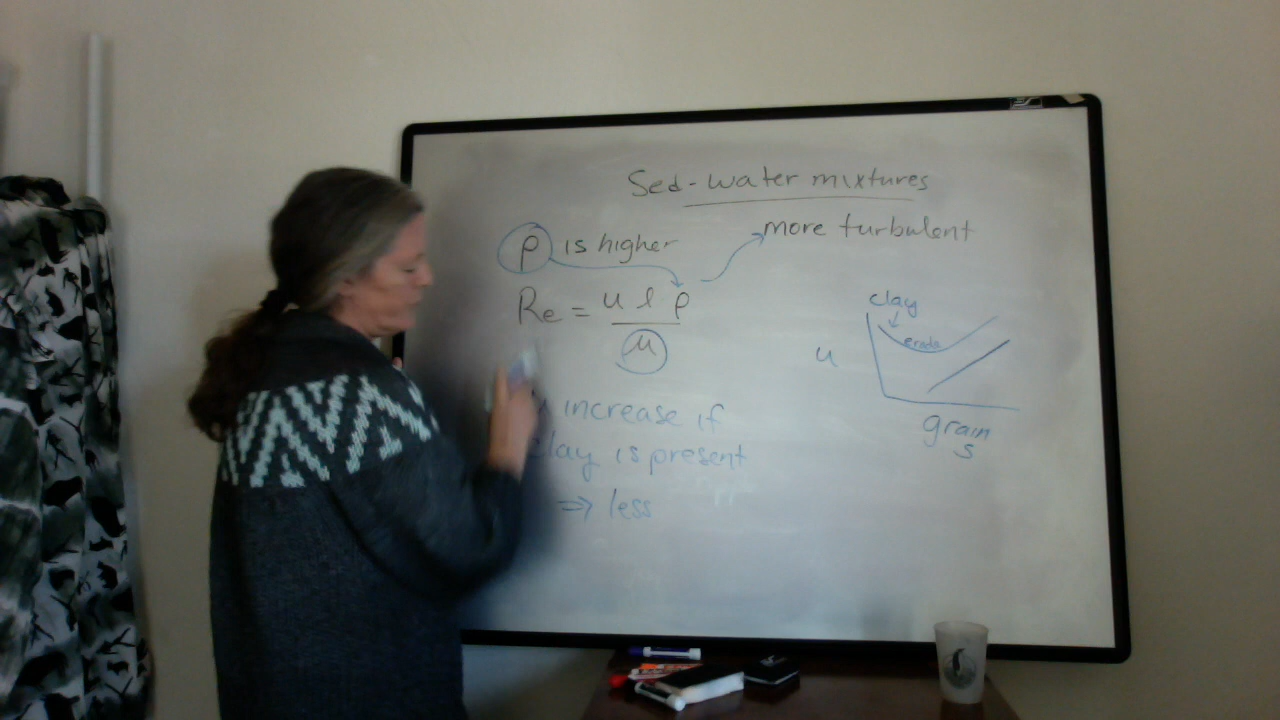 Sed-water mixtures
ρ is higher
more turbulent
Re = u l ρ
μ
increase if
clay is present
⇒ less
clay
erode
u
grain
s